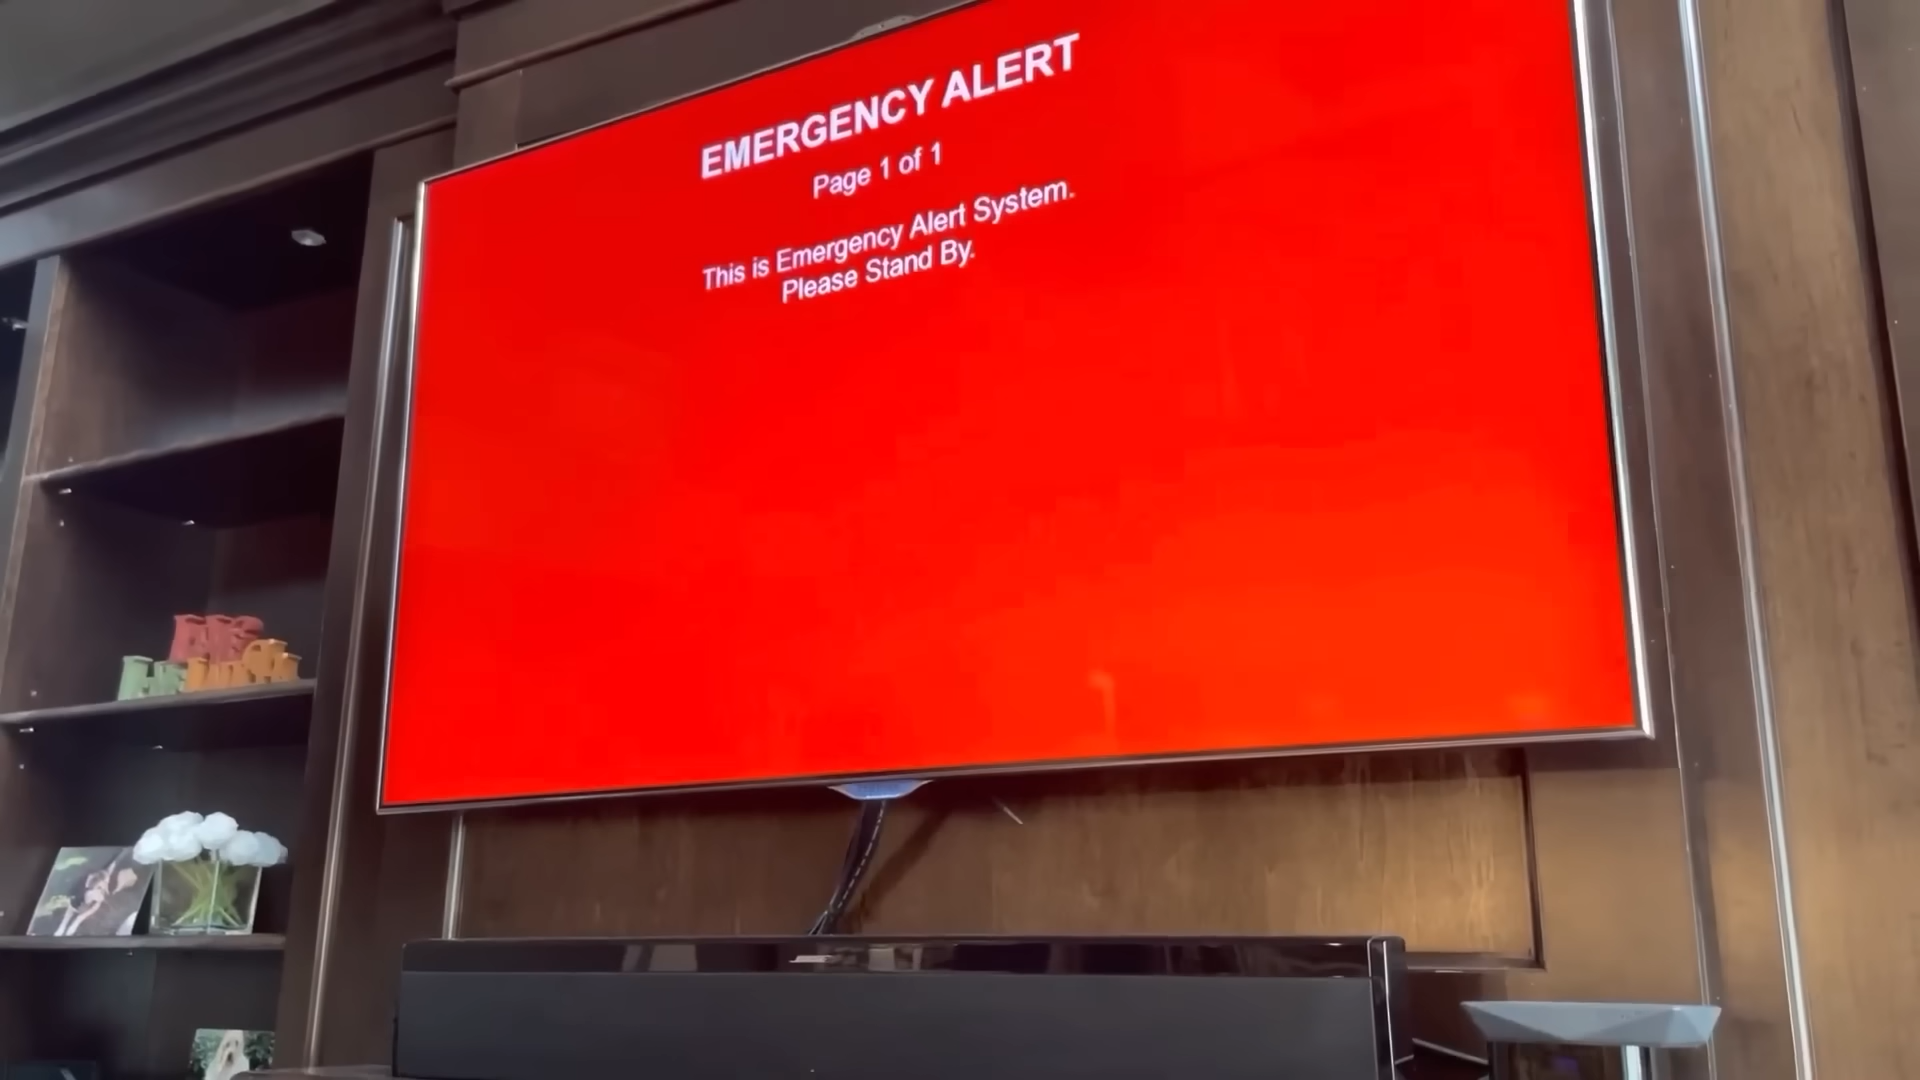 EMERGENCY ALERT
Page 1 of 1
This is Emergency Alert System.
Please Stand By.